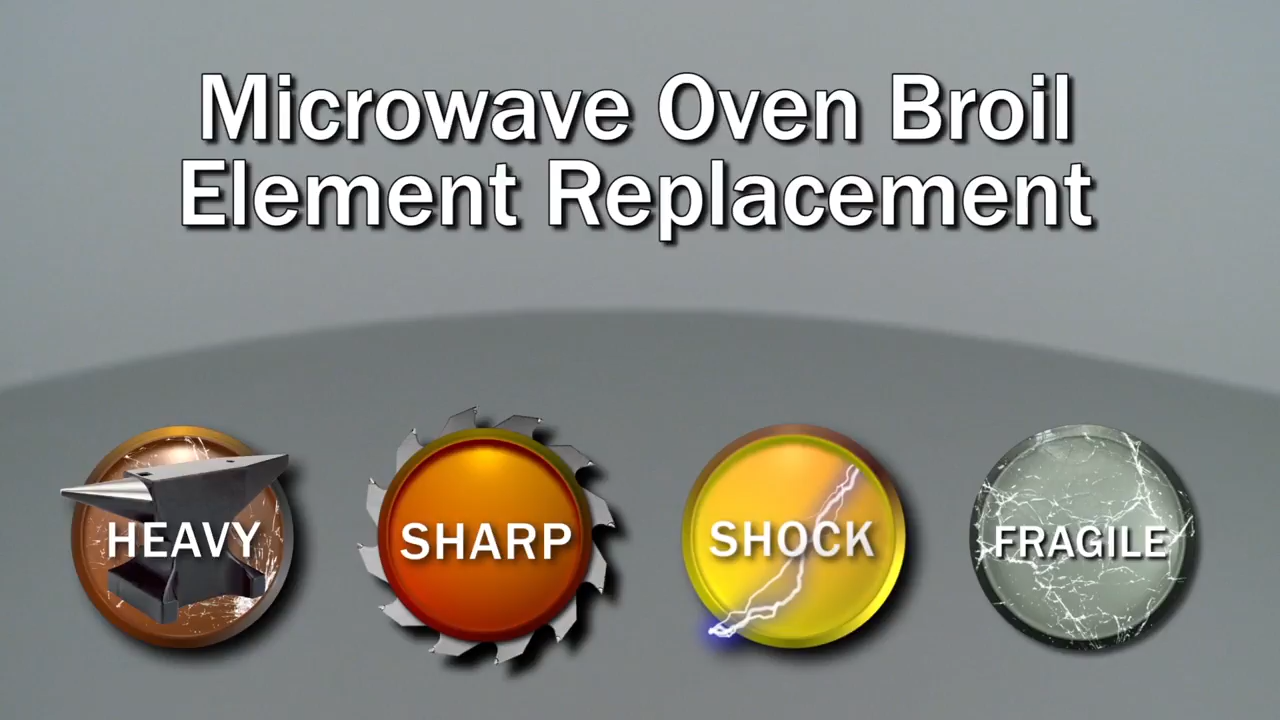 Microwave Oven Broil
Element Replacement
HEAVY
SHARP
SHOCK
FRAGILE